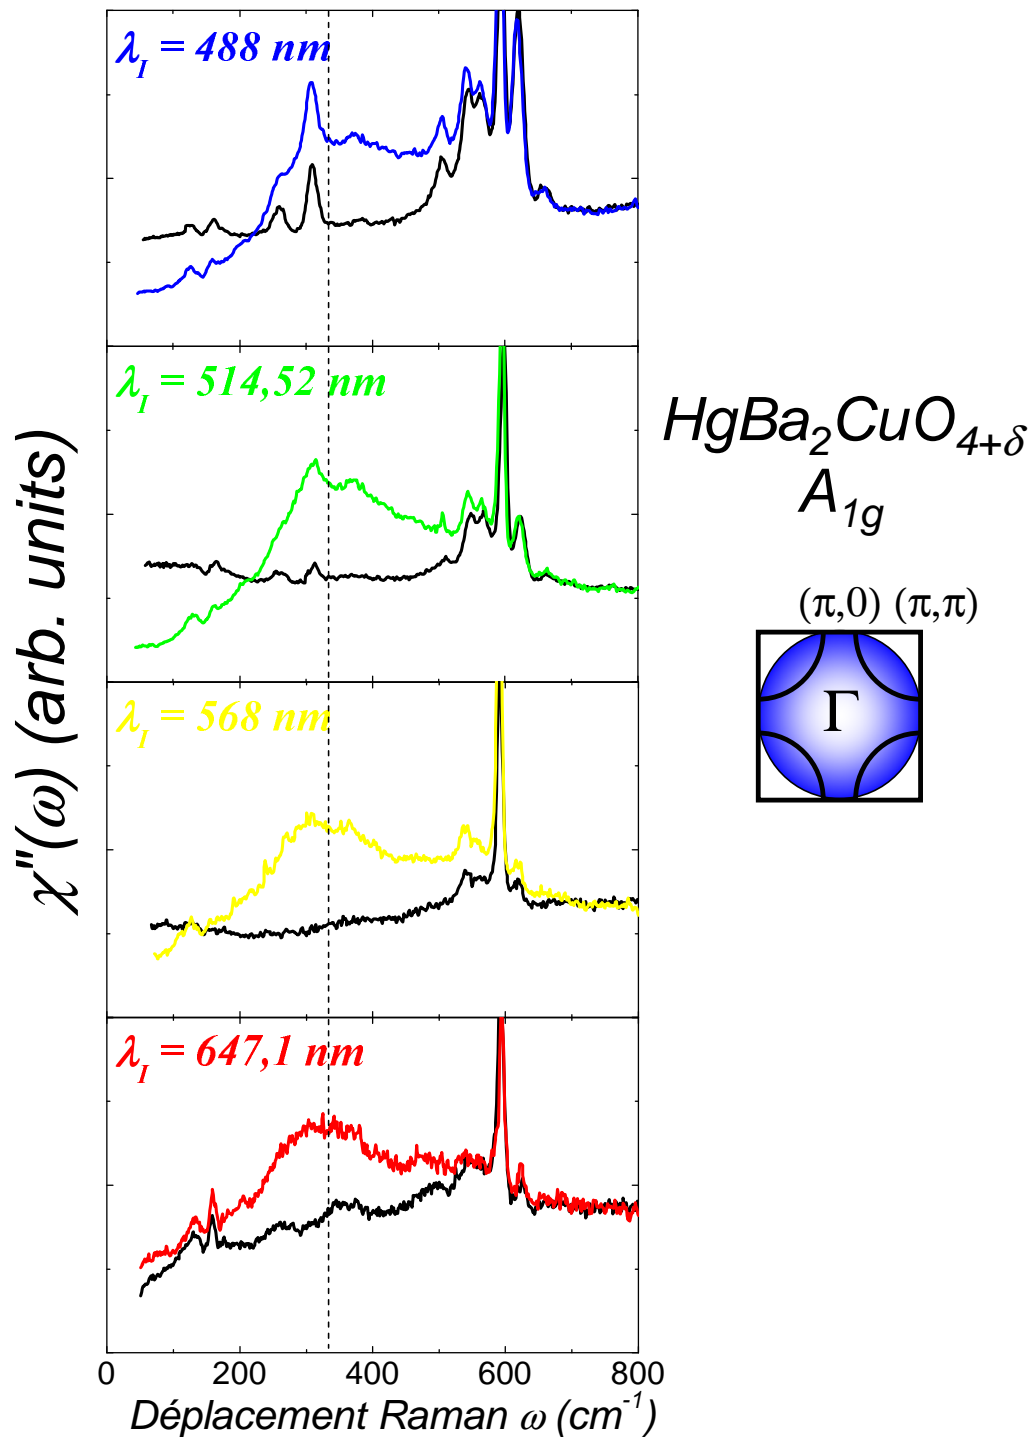 λI = 488 nm
λI = 514,52 nm
λI = 568 nm
λI = 647,1 nm
χ"(ω) (arb. units)
HgBa2CuO4+δ
A1g
(π,0) (π,π)
Γ
0 200 400 600 800
Déplacement Raman ω (cm-1)